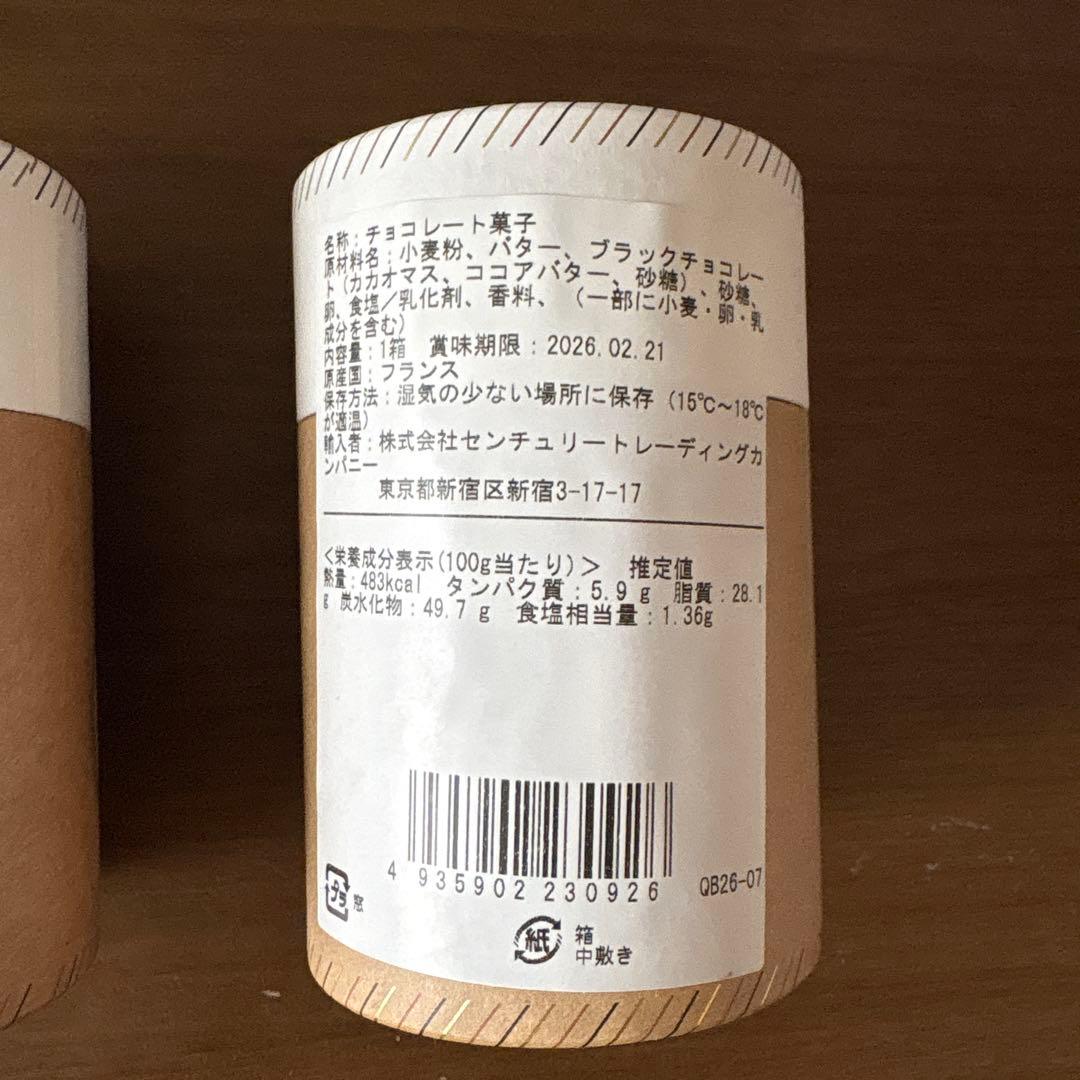 名称：チョコレート菓子
原材料名：小麦粉、バター、ブラックチョコレー
ト（カカオマス、ココアバター、砂糖）、砂糖、
卵、食塩／乳化剤、香料、（一部に小麦・卵・乳
成分を含む）
内容量：1箱　賞味期限：2026.02.21
原産国：フランス
保存方法：湿気の少ない場所に保存（15℃～18℃
が適温）
輸入者：株式会社センチュリートレーディングカ
ンパニー
東京都新宿区新宿3-17-17
＜栄養成分表示(100g当たり)＞　推定値
熱量：483kcal　タンパク質：5.9 g　脂質：28.1
g 炭水化物：49.7 g　食塩相当量：1.36g
4 935902 230926
QB26-07
プラ 窓
紙 箱
中敷き